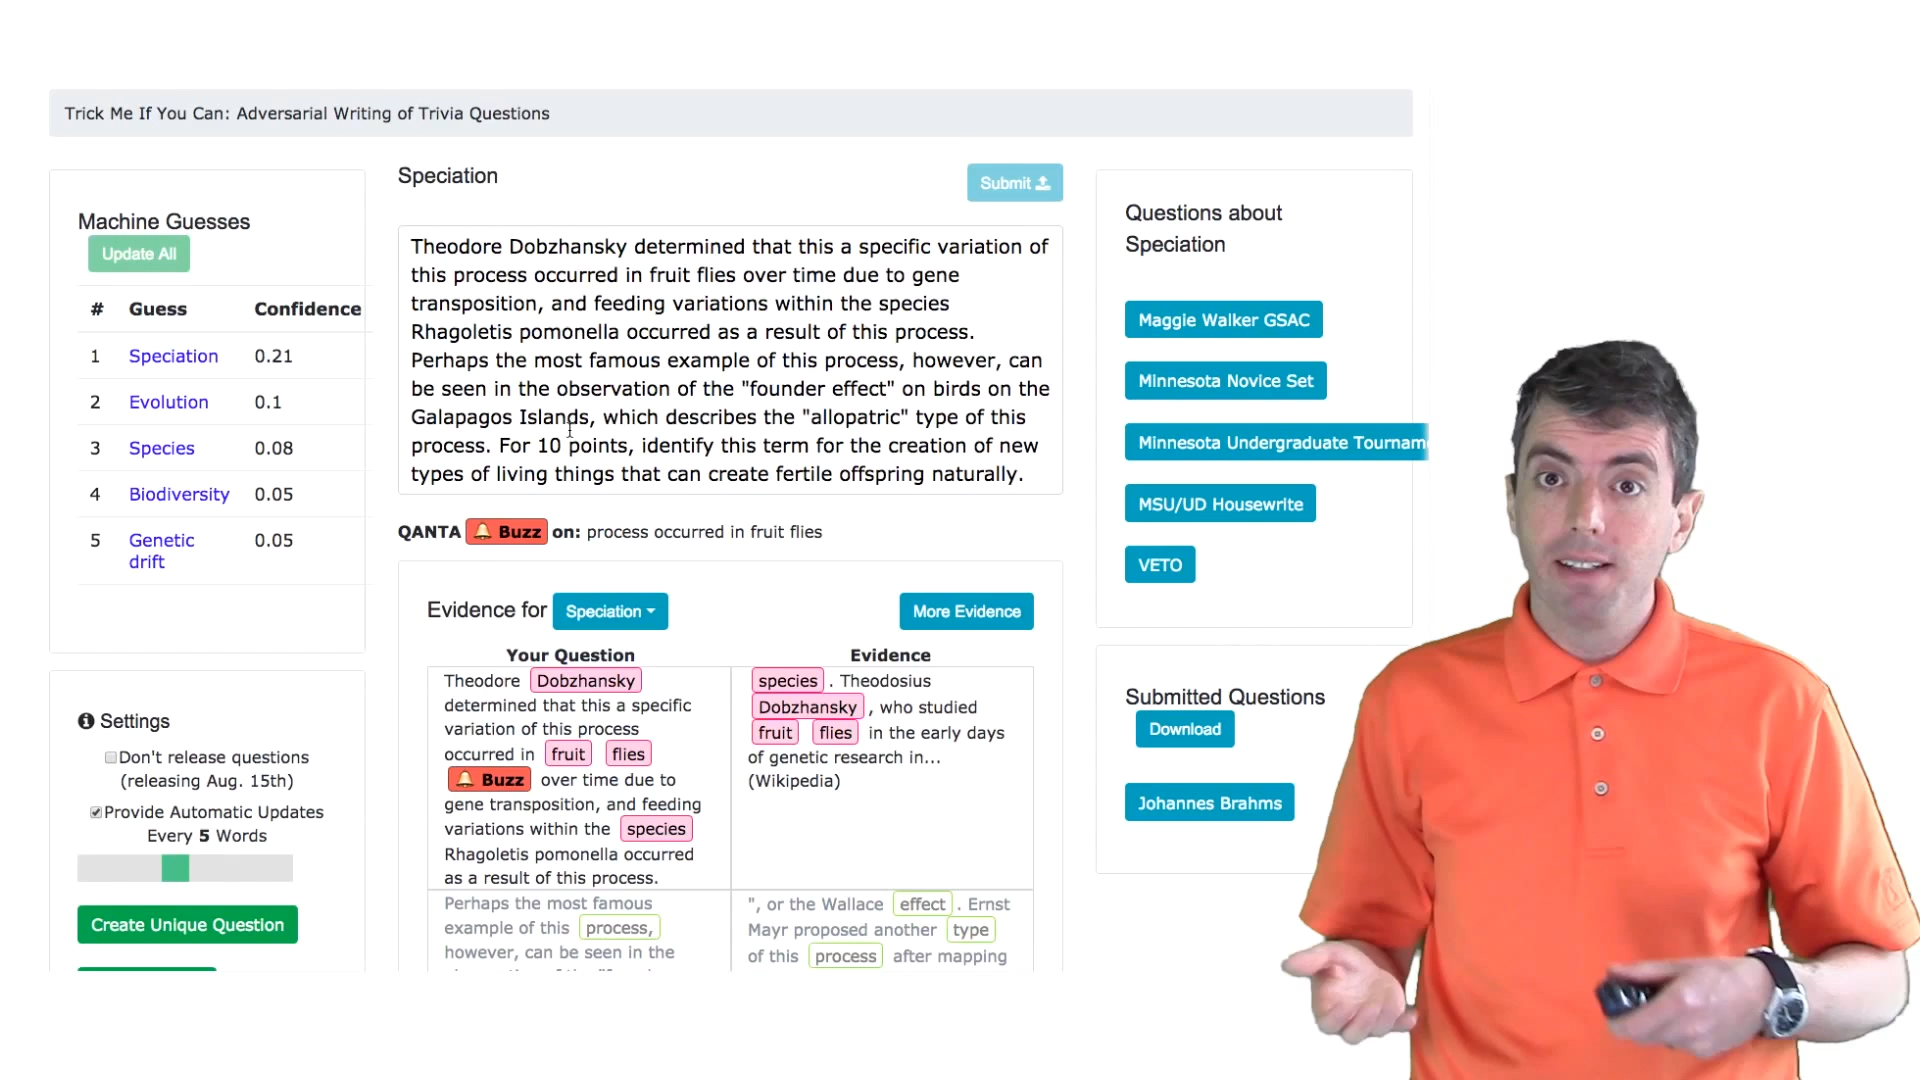 Trick Me If You Can: Adversarial Writing of Trivia Questions
Machine Guesses
Update All
# Guess Confidence
1 Speciation 0.21
2 Evolution 0.1
3 Species 0.08
4 Biodiversity 0.05
5 Genetic drift 0.05
Settings
Don't release questions
(releasing Aug. 15th)
Provide Automatic Updates
Every 5 Words
Create Unique Question
Speciation
Submit
Theodore Dobzhansky determined that this a specific variation of
this process occurred in fruit flies over time due to gene
transposition, and feeding variations within the species
Rhagoletis pomonella occurred as a result of this process.
Perhaps the most famous example of this process, however, can
be seen in the observation of the "founder effect" on birds on the
Galapagos Islands, which describes the "allopatric" type of this
process. For 10 points, identify this term for the creation of new
types of living things that can create fertile offspring naturally.
QANTA Buzz on: process occurred in fruit flies
Evidence for Speciation
More Evidence
Your Question
Theodore Dobzhansky
determined that this a specific
variation of this process
occurred in fruit flies
Buzz over time due to
gene transposition, and feeding
variations within the species
Rhagoletis pomonella occurred
as a result of this process.
Perhaps the most famous
example of this process,
however, can be seen in the
Evidence
species . Theodosius
Dobzhansky , who studied
fruit flies in the early days
of genetic research in...
(Wikipedia)
", or the Wallace effect . Ernst
Mayr proposed another type
of this process after mapping
Questions about
Speciation
Maggie Walker GSAC
Minnesota Novice Set
Minnesota Undergraduate Tourname
MSU/UD Housewrite
VETO
Submitted Questions
Download
Johannes Brahms